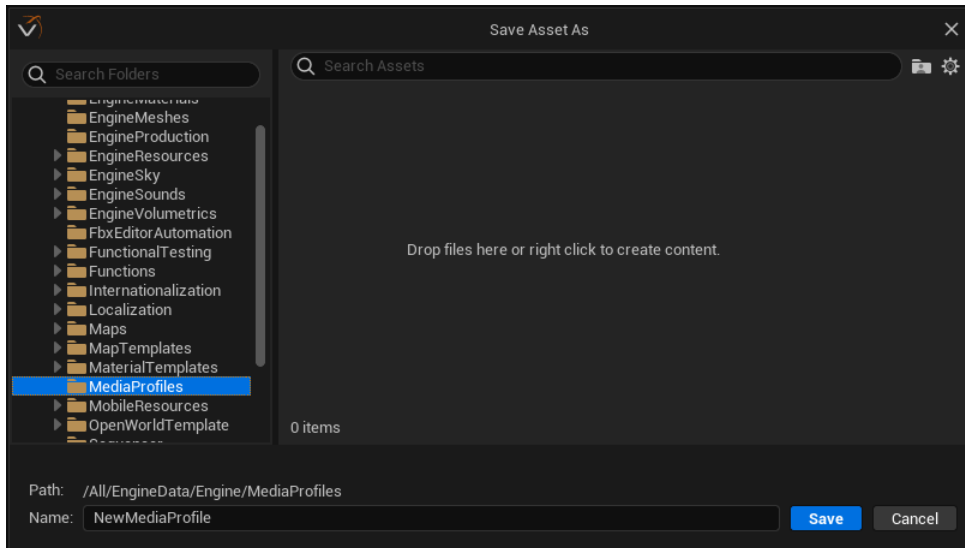 Save Asset As
Search Folders
Search Assets
EngineMaterials
EngineMeshes
EngineProduction
EngineResources
EngineSky
EngineSounds
EngineVolumetrics
FbxEditorAutomation
FunctionalTesting
Functions
Internationalization
Localization
Maps
MapTemplates
MaterialTemplates
MediaProfiles
MobileResources
OpenWorldTemplate
Drop files here or right click to create content.
0 items
Path: /All/EngineData/Engine/MediaProfiles
Name: NewMediaProfile
Save Cancel